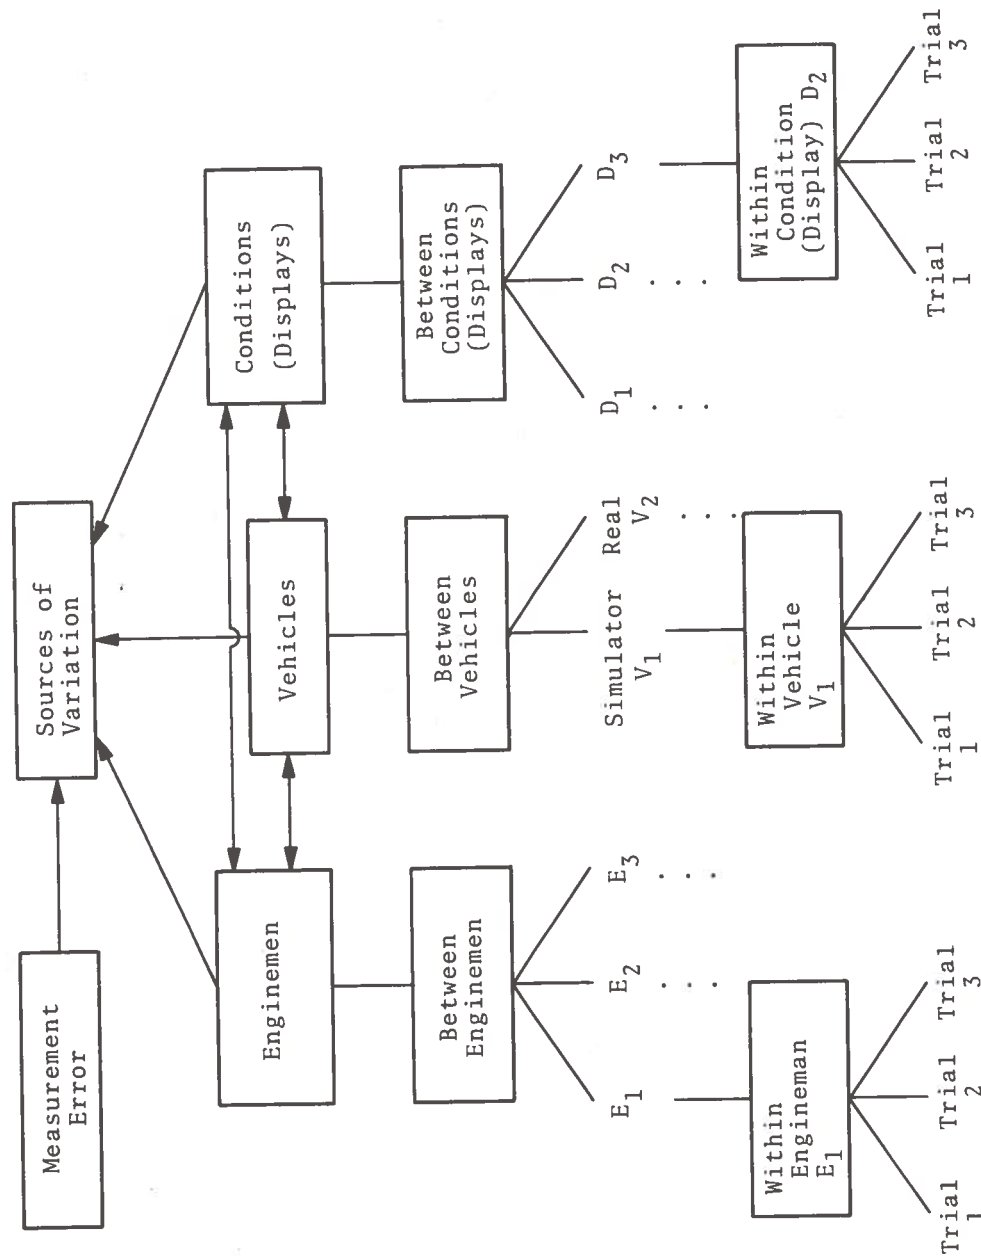 Sources of
Variation
Measurement
Error
Enginemen
Vehicles
Conditions
(Displays)
Between
Enginemen
Between
Vehicles
Between
Conditions
(Displays)
E1 E2 E3
. . .
. . .
Simulator
V1
Real
V2
. . .
D1 D2 D3
. . .
. . .
Within
Engineman
E1
Within
Vehicle
V1
Within
Condition
(Display) D2
Trial
1
Trial
2
Trial
3
Trial
1
Trial
2
Trial
3
Trial
1
Trial
2
Trial
3